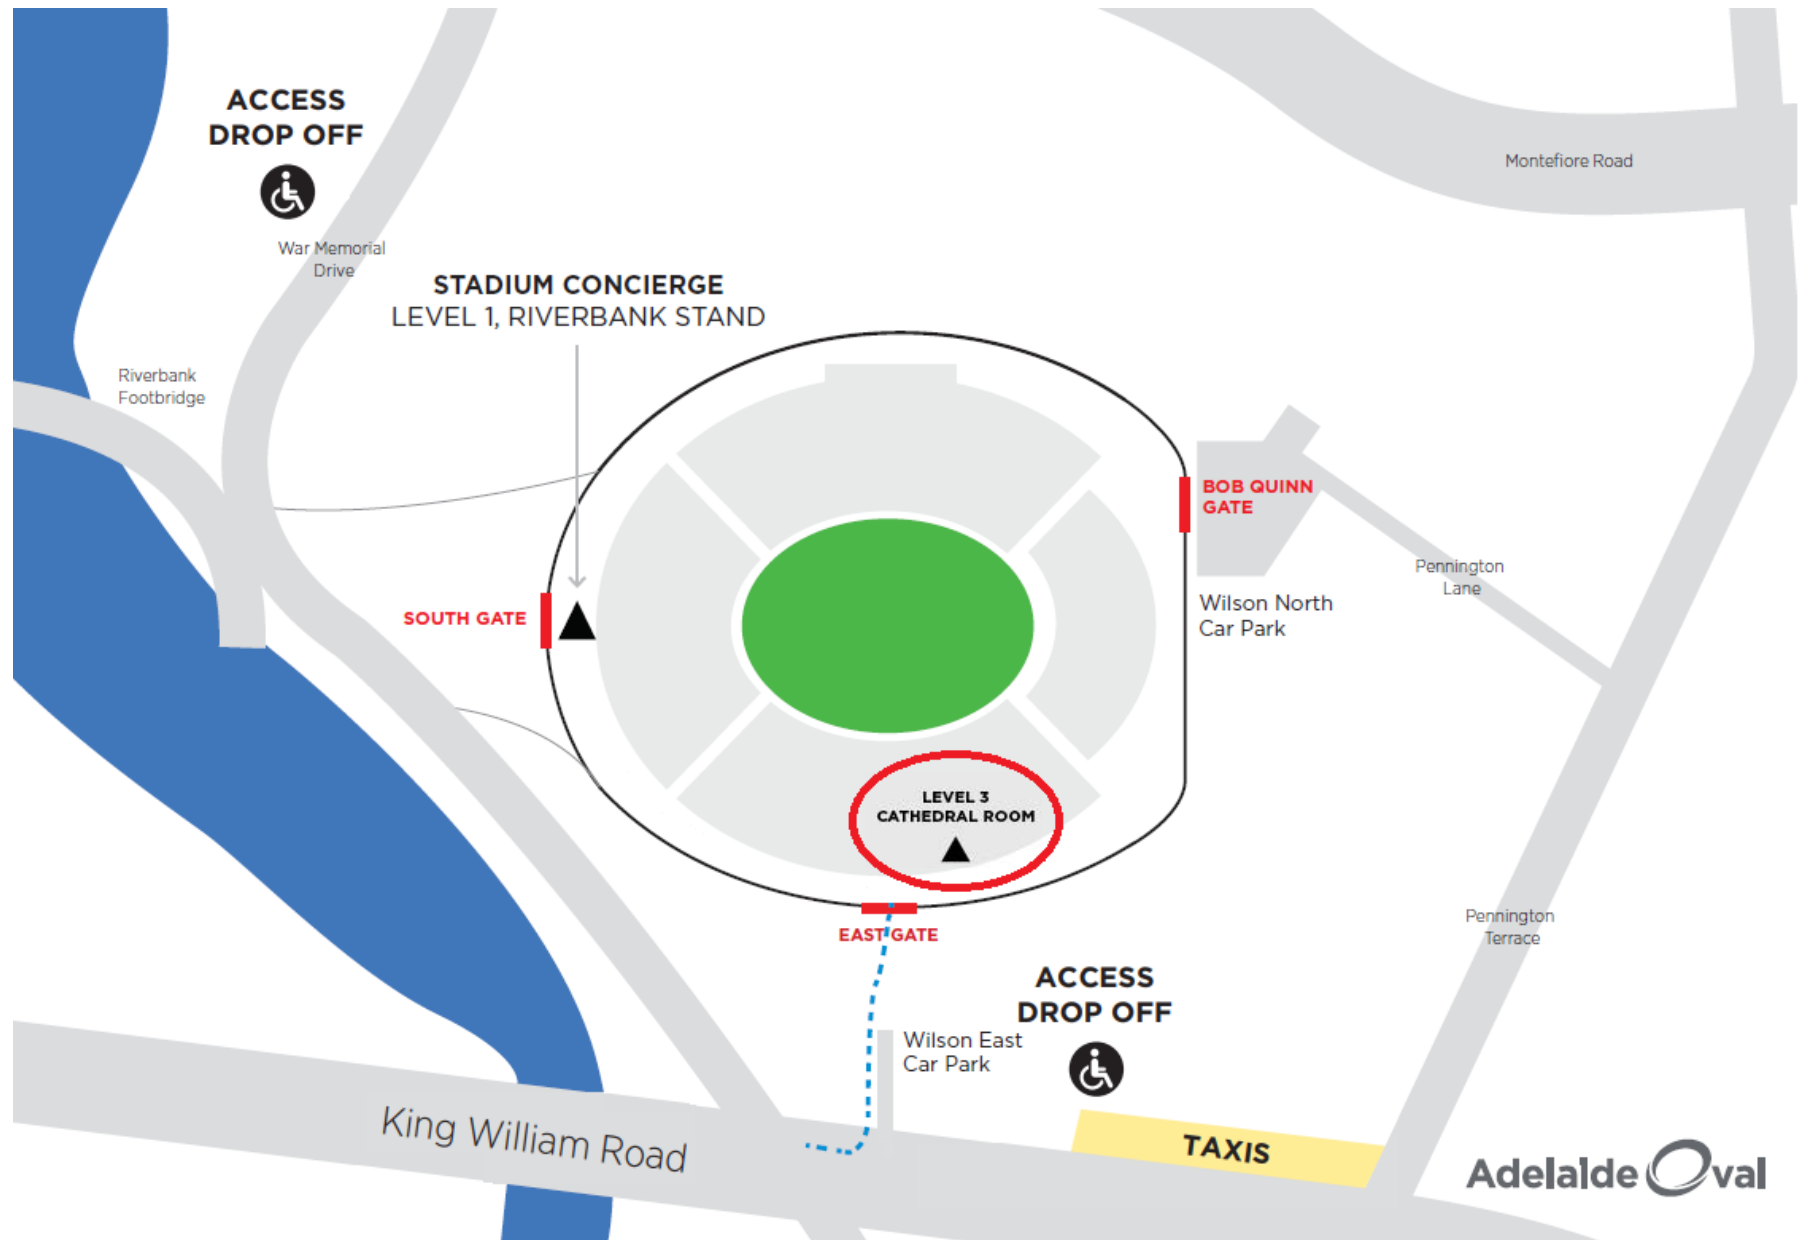 ACCESS
DROP OFF
War Memorial
Drive
Montefiore Road
STADIUM CONCIERGE
LEVEL 1, RIVERBANK STAND
Riverbank
Footbridge
BOB QUINN
GATE
Pennington
Lane
SOUTH GATE
Wilson North
Car Park
LEVEL 3
CATHEDRAL ROOM
EAST GATE
Pennington
Terrace
ACCESS
DROP OFF
Wilson East
Car Park
King William Road
TAXIS
Adelaide Oval